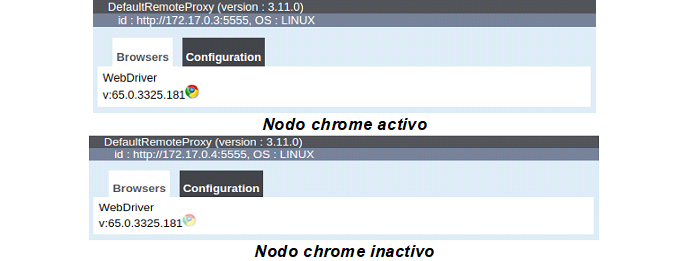 DefaultRemoteProxy (version : 3.11.0)
id : http://172.17.0.3:5555, OS : LINUX
Browsers Configuration
WebDriver
v:65.0.3325.181
Nodo chrome activo
DefaultRemoteProxy (version : 3.11.0)
id : http://172.17.0.4:5555, OS : LINUX
Browsers Configuration
WebDriver
v:65.0.3325.181
Nodo chrome inactivo